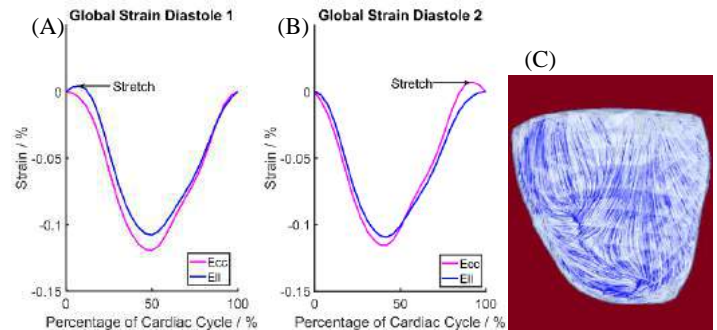 (A)
Global Strain Diastole 1
Stretch
0
-0.05
-0.1
-0.15
Strain / %
0
50
100
Percentage of Cardiac Cycle / %
Ecc
Ell
(B)
Global Strain Diastole 2
Stretch
0
-0.05
-0.1
-0.15
Strain / %
0
50
100
Percentage of Cardiac Cycle / %
Ecc
Ell
(C)